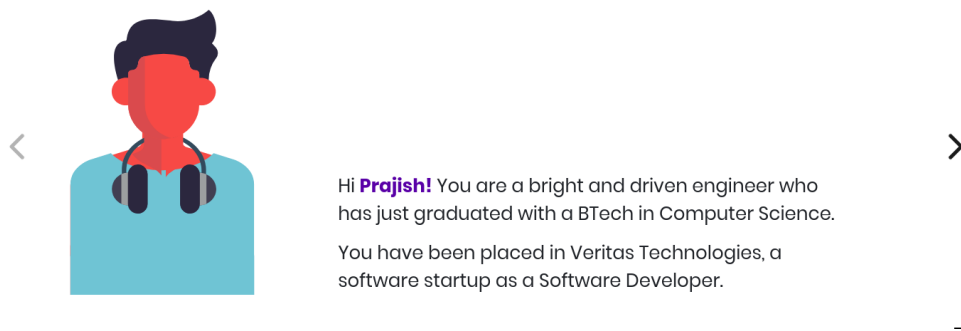 Hi Prajish! You are a bright and driven engineer who
has just graduated with a BTech in Computer Science.
You have been placed in Veritas Technologies, a
software startup as a Software Developer.